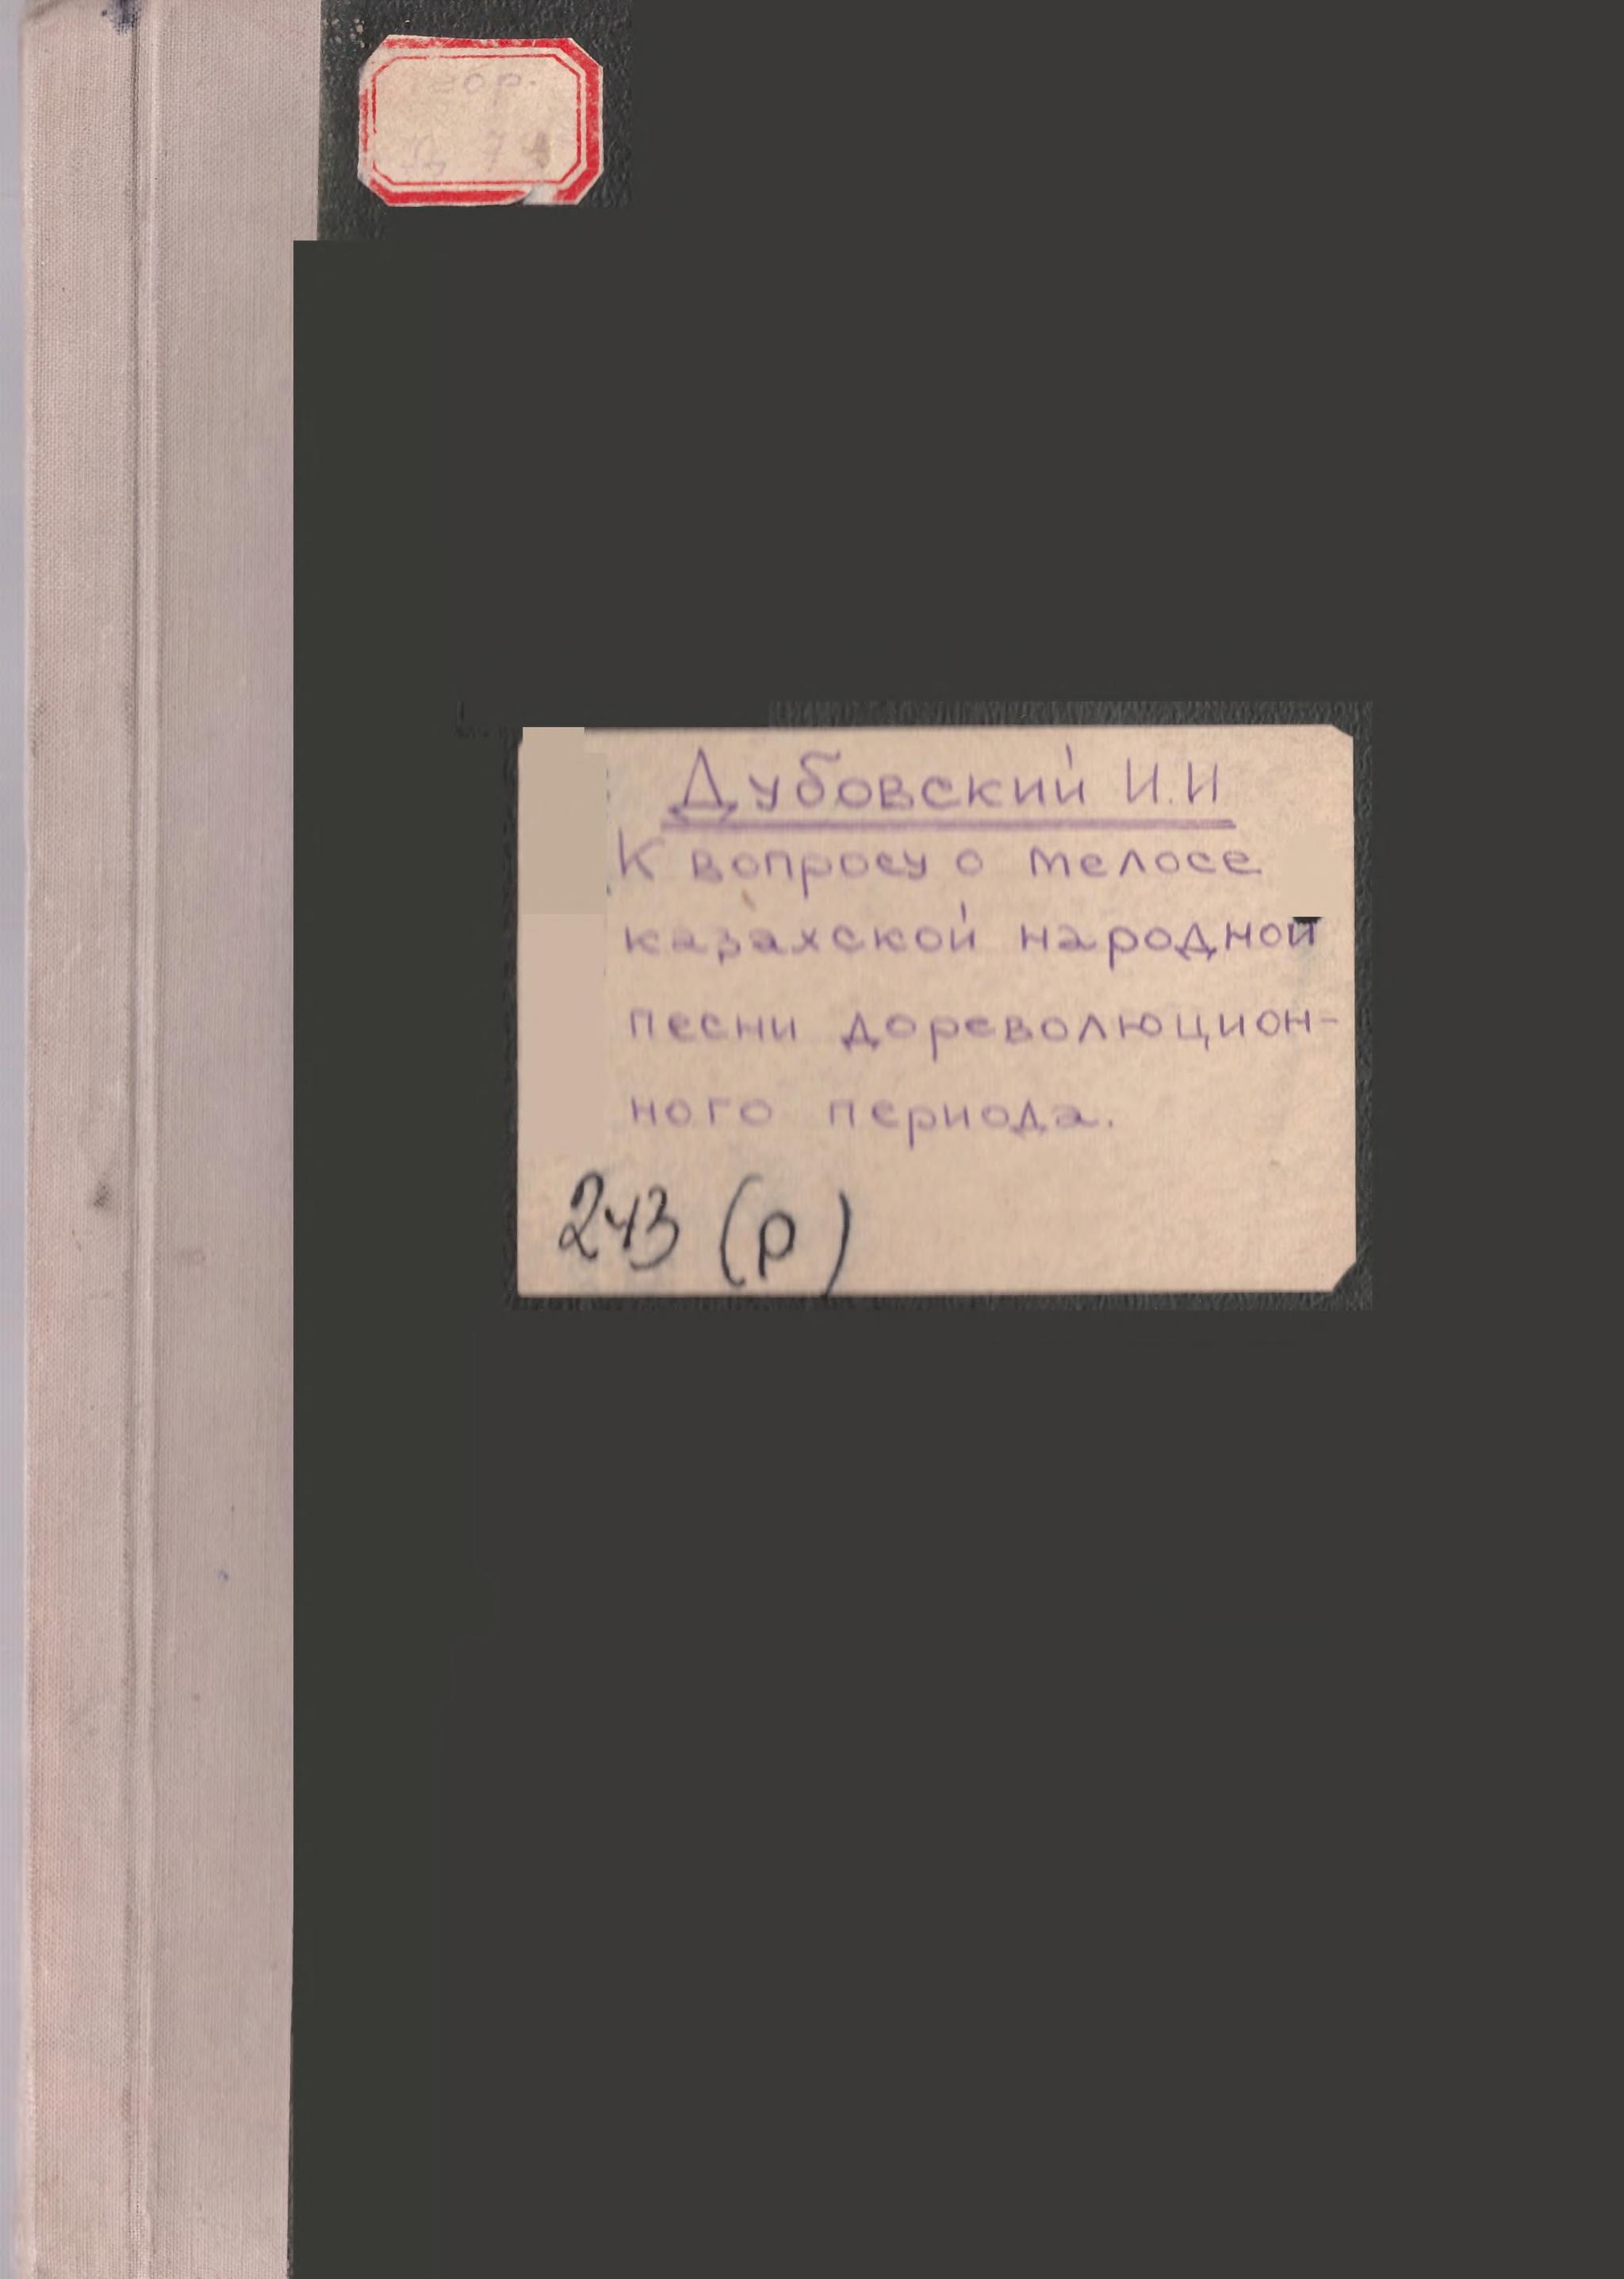 Дубовский И.И
К вопросу о мелосе
казахской народной
песни дореволюцион-
ного периода.
243 (р)